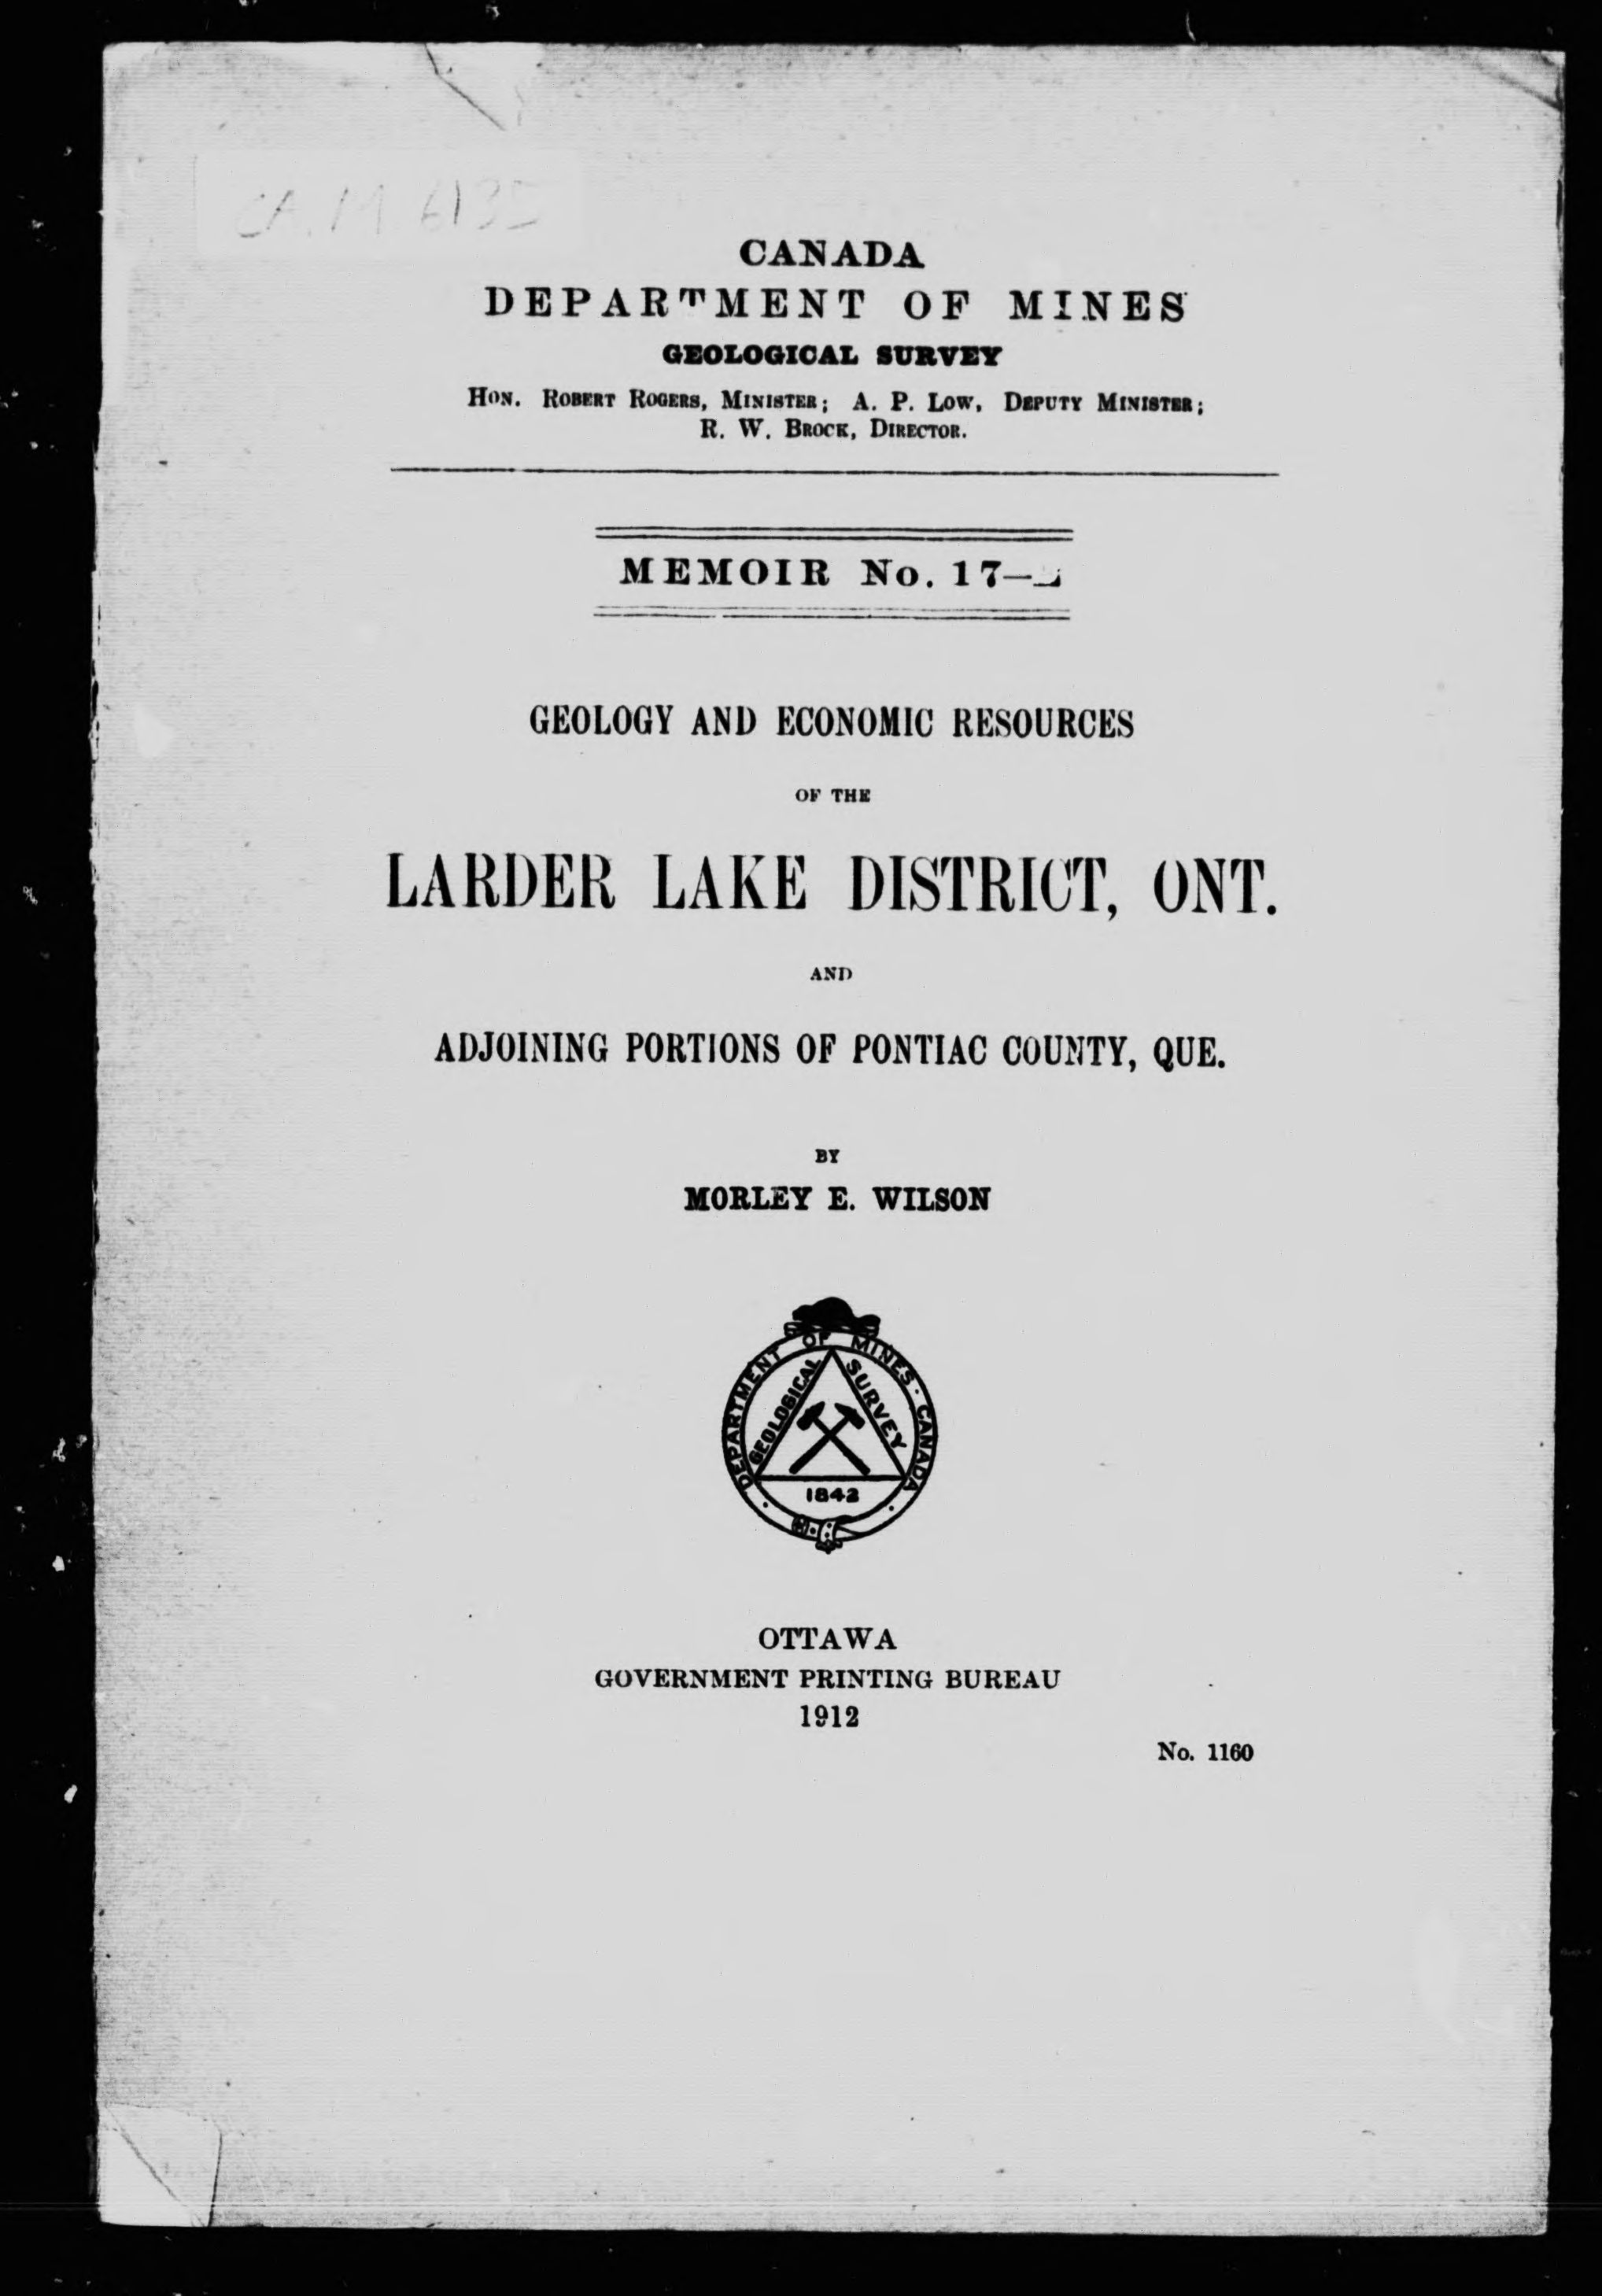 CA.M.6135
CANADA
DEPARTMENT OF MINES
GEOLOGICAL SURVEY
HON. ROBERT ROGERS, MINISTER; A. P. LOW, DEPUTY MINISTER;
R. W. BROCK, DIRECTOR.
MEMOIR No. 17—
GEOLOGY AND ECONOMIC RESOURCES
OF THE
LARDER LAKE DISTRICT, ONT.
AND
ADJOINING PORTIONS OF PONTIAC COUNTY, QUE.
BY
MORLEY E. WILSON
DEPARTMENT OF MINES · CANADA
GEOLOGICAL SURVEY
1842
OTTAWA
GOVERNMENT PRINTING BUREAU
1912
No. 1160